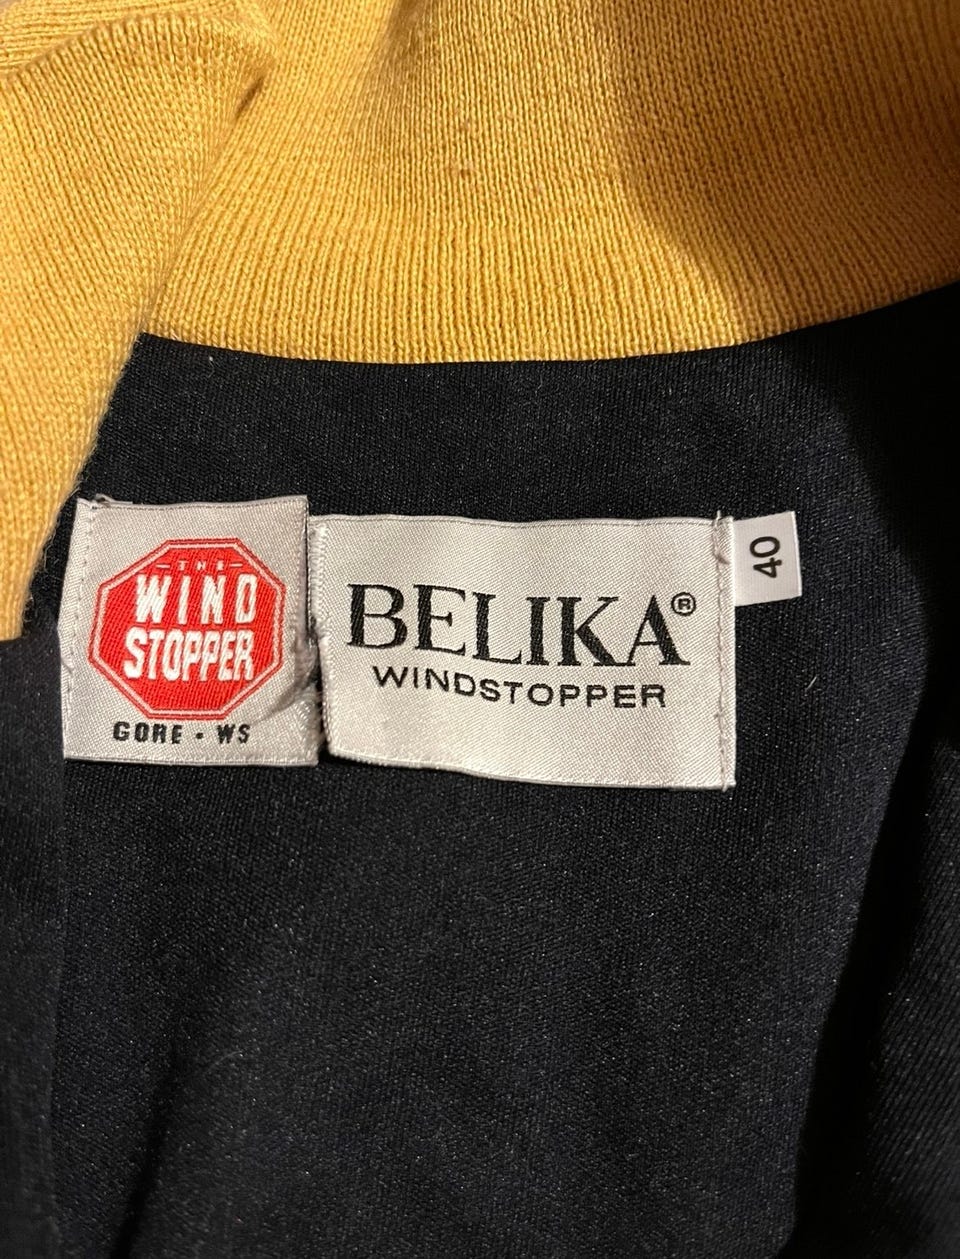 THE
WIND
STOPPER
GORE • WS
BELIKA®
WINDSTOPPER
40